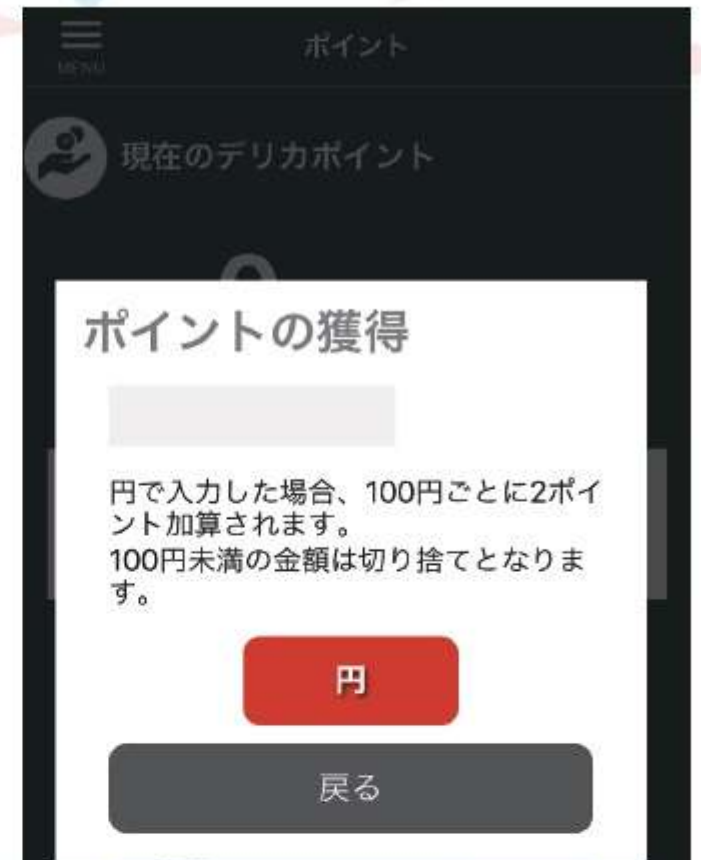 ポイント
MENU
現在のデリカポイント
ポイントの獲得
円で入力した場合、100円ごとに2ポイ
ント加算されます。
100円未満の金額は切り捨てとなりま
す。
円
戻る